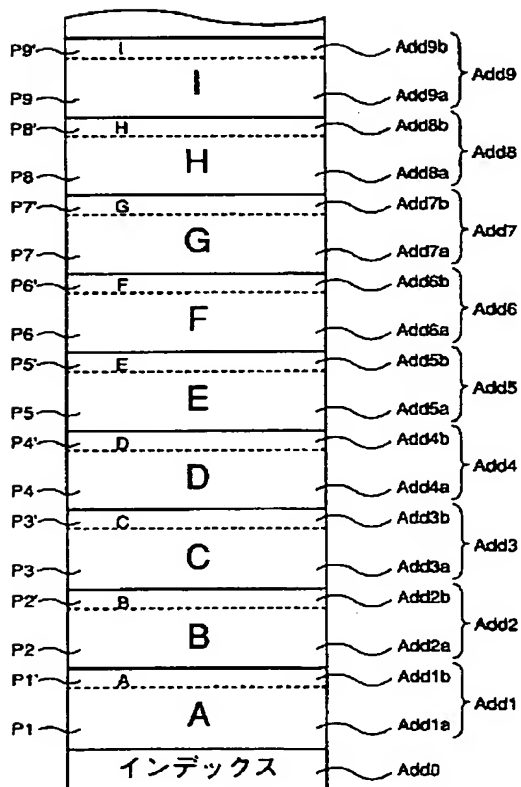 P9' I Add9b
Add9
P9 I Add9a
P8' H Add8b
Add8
P8 H Add8a
P7' G Add7b
Add7
P7 G Add7a
P6' F Add6b
Add6
P6 F Add6a
P5' E Add5b
Add5
P5 E Add5a
P4' D Add4b
Add4
P4 D Add4a
P3' C Add3b
Add3
P3 C Add3a
P2' B Add2b
Add2
P2 B Add2a
P1' A Add1b
Add1
P1 A Add1a
インデックス Add0